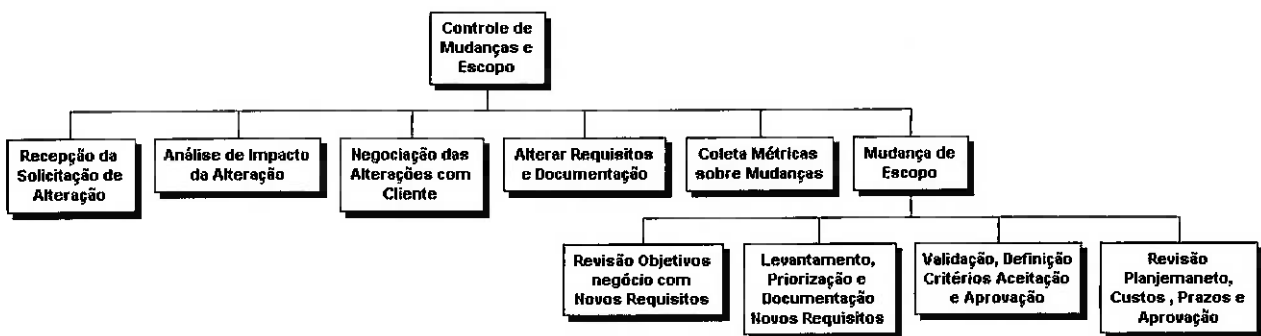 Controle de
Mudanças e
Escopo
Recepção da
Solicitação de
Alteração
Análise de Impacto
da Alteração
Negociação das
Alterações com
Cliente
Alterar Requisitos
e Documentação
Coleta Métricas
sobre Mudanças
Mudança de
Escopo
Revisão Objetivos
negócio com
Novos Requisitos
Levantamento,
Priorização e
Documentação
Novos Requisitos
Validação, Definição
Critérios Aceitação
e Aprovação
Revisão
Planjemaneto,
Custos , Prazos e
Aprovação